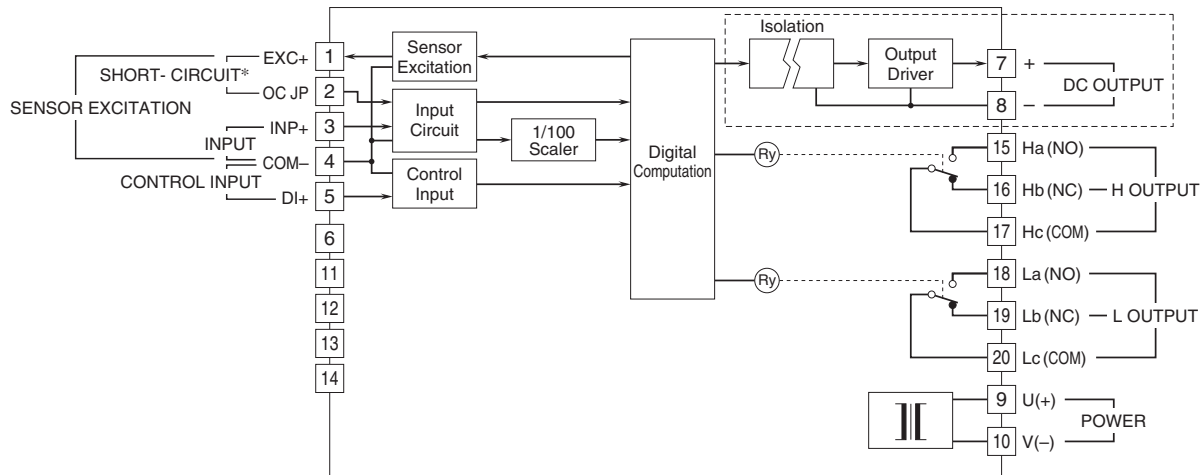 SENSOR EXCITATION
SHORT- CIRCUIT*
INPUT
CONTROL INPUT
EXC+
OC JP
INP+
COM–
DI+
1
2
3
4
5
6
11
12
13
14
Sensor
Excitation
Input
Circuit
Control
Input
1/100
Scaler
Digital
Computation
Isolation
Output
Driver
Ry
Ry
7 +
8 –
DC OUTPUT
15 Ha (NO)
16 Hb (NC)
17 Hc (COM)
H OUTPUT
18 La (NO)
19 Lb (NC)
20 Lc (COM)
L OUTPUT
9 U(+)
10 V(–)
POWER